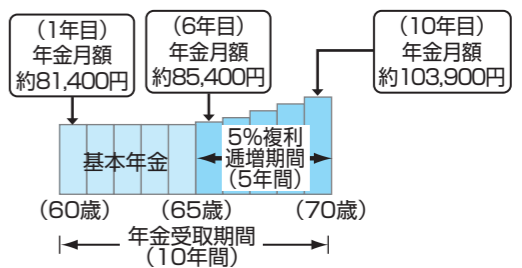 (1年目)
年金月額
約81,400円
(6年目)
年金月額
約85,400円
(10年目)
年金月額
約103,900円
基本年金
5%複利
逓増期間
(5年間)
(60歳)
(65歳)
(70歳)
年金受取期間
(10年間)